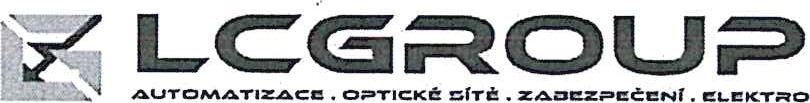 LCGROUP
AUTOMATIZACE . OPTICKÉ SÍTĚ . ZABEZPEČENÍ . ELEKTRO